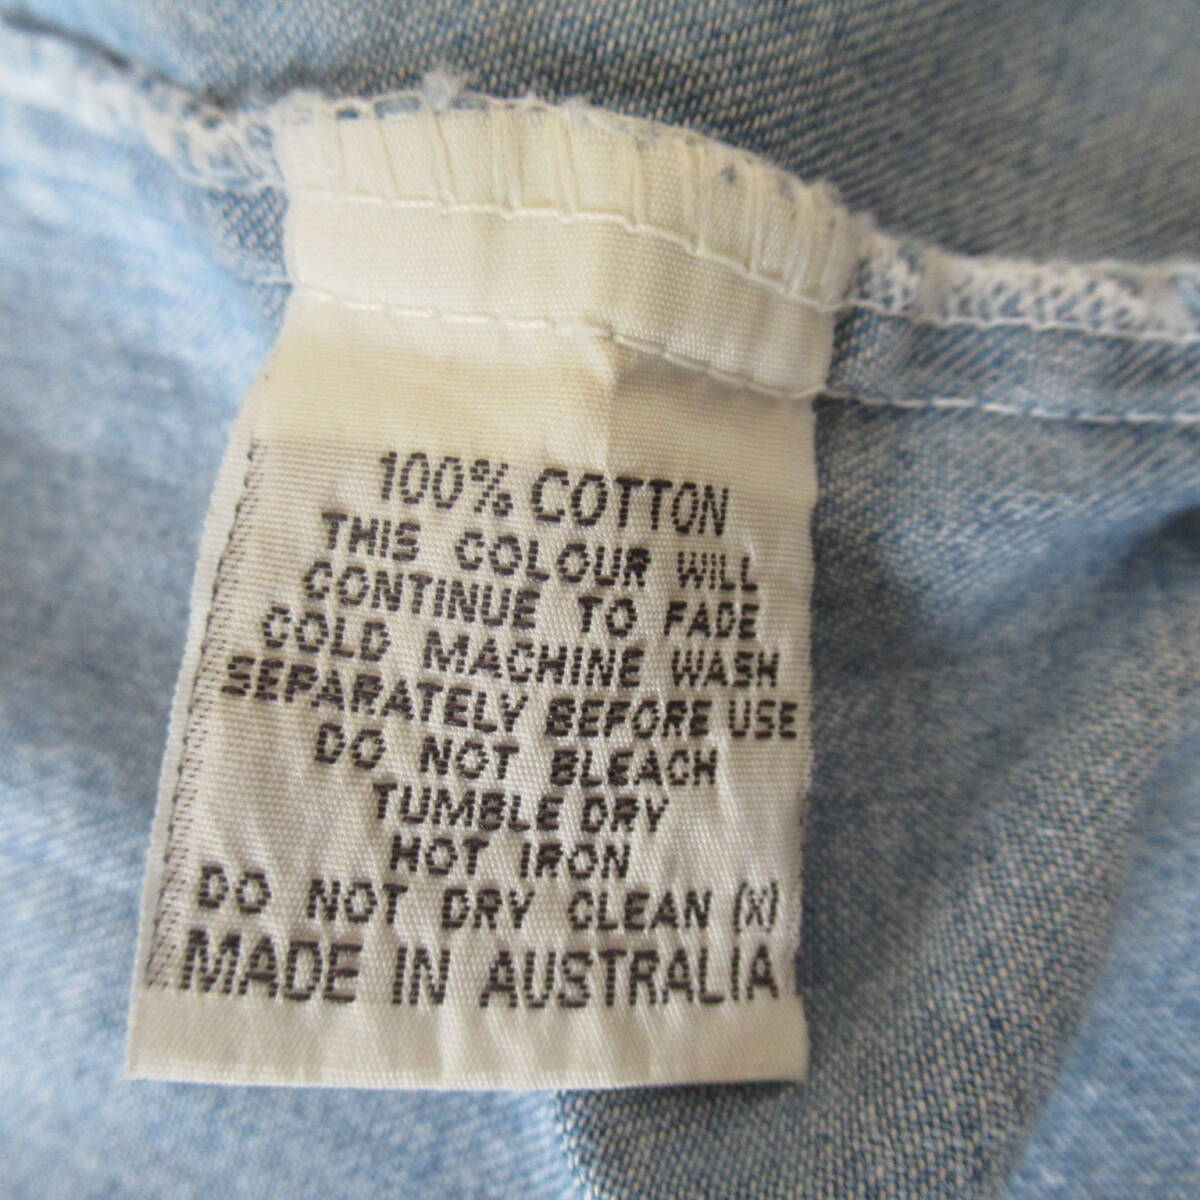 100% COTTON
THIS COLOUR WILL
CONTINUE TO FADE
COLD MACHINE WASH
SEPARATELY BEFORE USE
DO NOT BLEACH
TUMBLE DRY
HOT IRON
DO NOT DRY CLEAN (X)
MADE IN AUSTRALIA